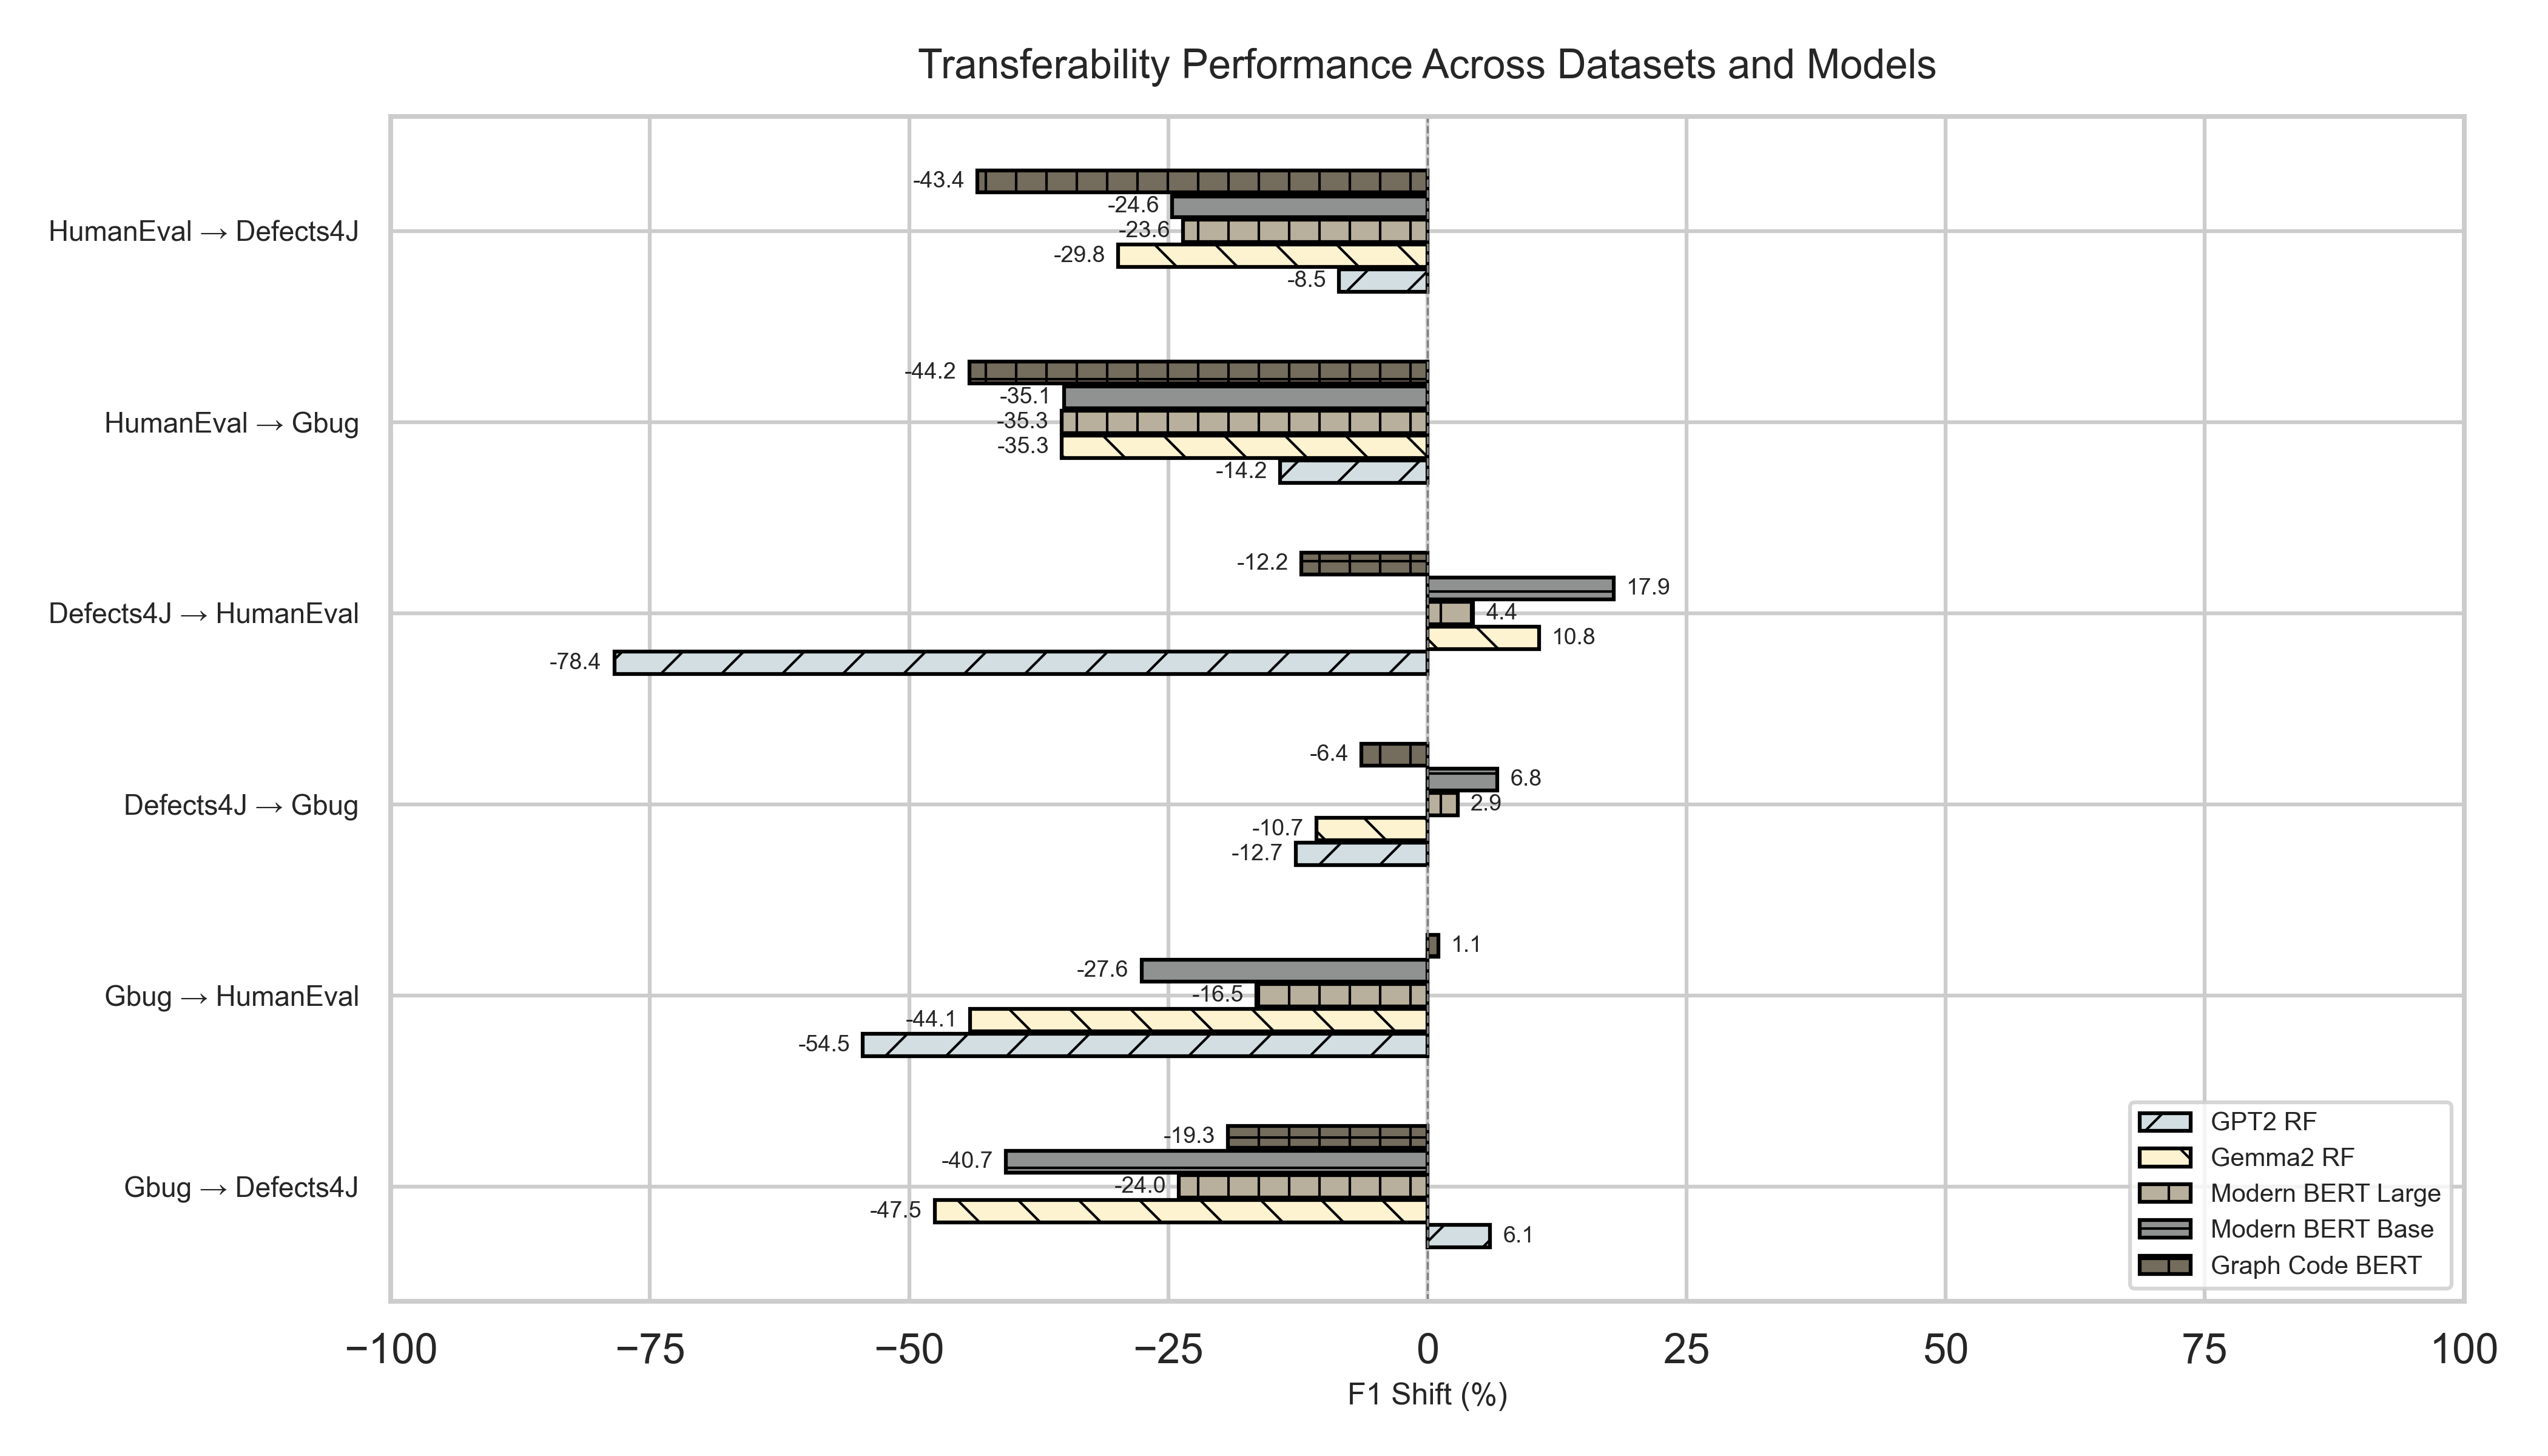 Transferability Performance Across Datasets and Models
HumanEval → Defects4J
-43.4
-24.6
-23.6
-29.8
-8.5
HumanEval → Gbug
-44.2
-35.1
-35.3
-35.3
-14.2
Defects4J → HumanEval
-12.2
17.9
4.4
10.8
-78.4
Defects4J → Gbug
-6.4
6.8
2.9
-10.7
-12.7
Gbug → HumanEval
1.1
-27.6
-16.5
-44.1
-54.5
Gbug → Defects4J
-19.3
-40.7
-24.0
-47.5
6.1
GPT2 RF
Gemma2 RF
Modern BERT Large
Modern BERT Base
Graph Code BERT
−100 −75 −50 −25 0 25 50 75 100
F1 Shift (%)